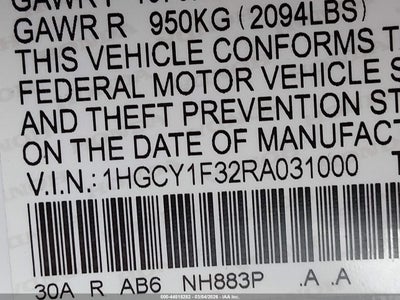 GAWR R 950KG (2094LBS)
THIS VEHICLE CONFORMS T
FEDERAL MOTOR VEHICLE S
AND THEFT PREVENTION ST
ON THE DATE OF MANUFACT
V.I.N.: 1HGCY1F32RA031000 T
30A R AB6 NH883P .A .A